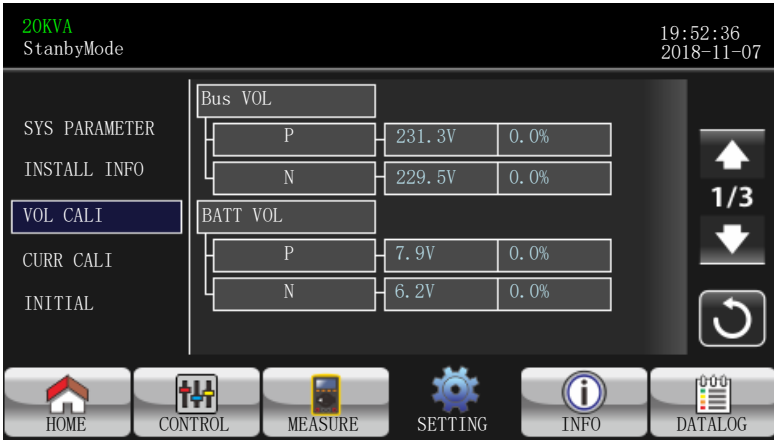 20KVA
StanbyMode
19:52:36
2018-11-07
SYS PARAMETER
INSTALL INFO
VOL CALI
CURR CALI
INITIAL
Bus VOL
P 231.3V 0.0%
N 229.5V 0.0%
BATT VOL
P 7.9V 0.0%
N 6.2V 0.0%
1/3
HOME CONTROL MEASURE SETTING INFO DATALOG